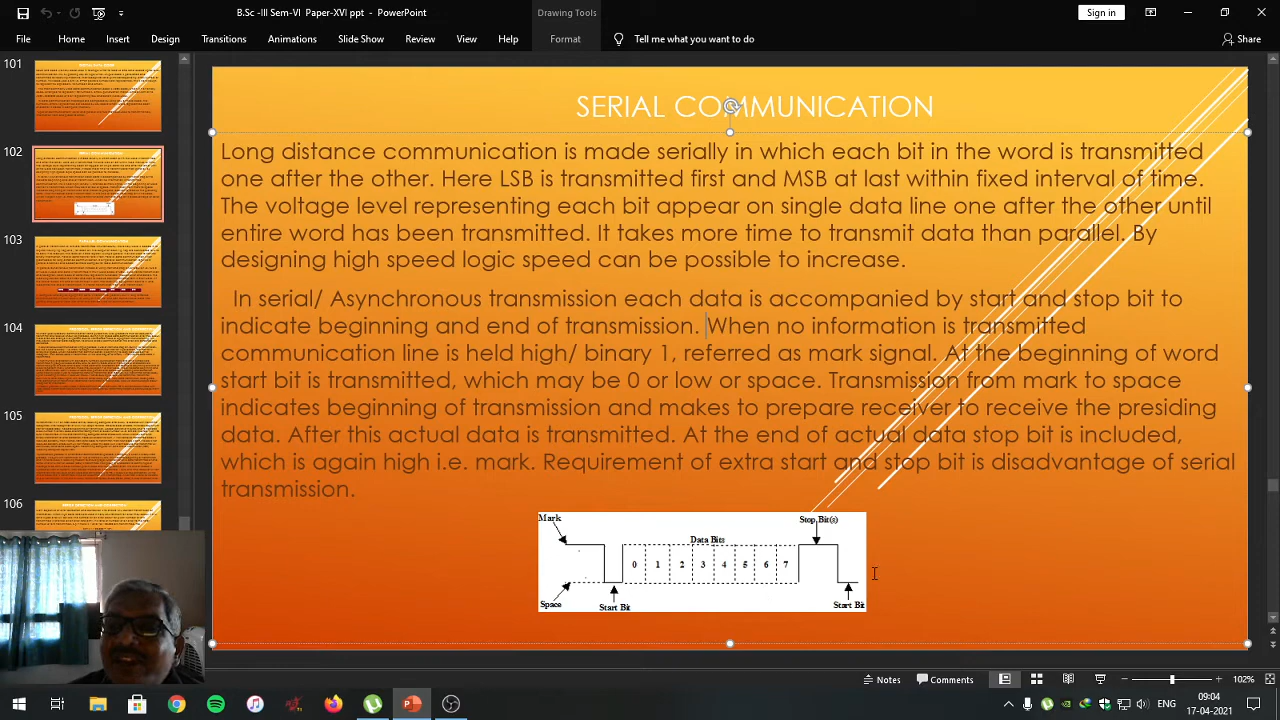 B.Sc -III Sem-VI Paper-XVI ppt - PowerPoint
Drawing Tools
Sign in
File Home Insert Design Transitions Animations Slide Show Review View Help Format Tell me what you want to do Share
101
102
103
104
105
106
SERIAL COMMUNICATION
Long distance communication is made serially in which each bit in the word is transmitted
one after the other. Here LSB is transmitted first and MSB at last within fixed interval of time.
The voltage level representing each bit appear on single data line one after the other until
entire word has been transmitted. It takes more time to transmit data than parallel. By
designing high speed logic speed can be possible to increase.
In serial/ Asynchronous transmission each data is accompanied by start and stop bit to
indicate beginning and end of transmission. When no information is transmitted
communication line is held high/ binary 1, referred as mark signal. At the beginning of word
start bit is transmitted, which may be 0 or low or space. Transmission from mark to space
indicates beginning of transmission and makes to prepare receiver to receive the presiding
data. After this actual data is transmitted. At the end of actual data stop bit is included,
which is again high i.e. mark. Requirement of extra start and stop bit is disadvantage of serial
transmission.
Mark
Stop Bit(s)
Data Bits
0 1 2 3 4 5 6 7
Space
Start Bit
Start Bit
Notes Comments 102%
ENG
09:04
17-04-2021